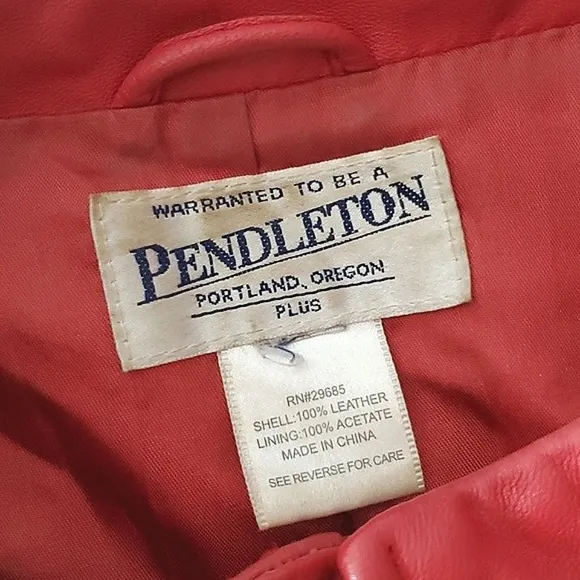 WARRANTED TO BE A
PENDLETON
PORTLAND, OREGON
PLUS
RN#29685
SHELL:100% LEATHER
LINING:100% ACETATE
MADE IN CHINA
SEE REVERSE FOR CARE